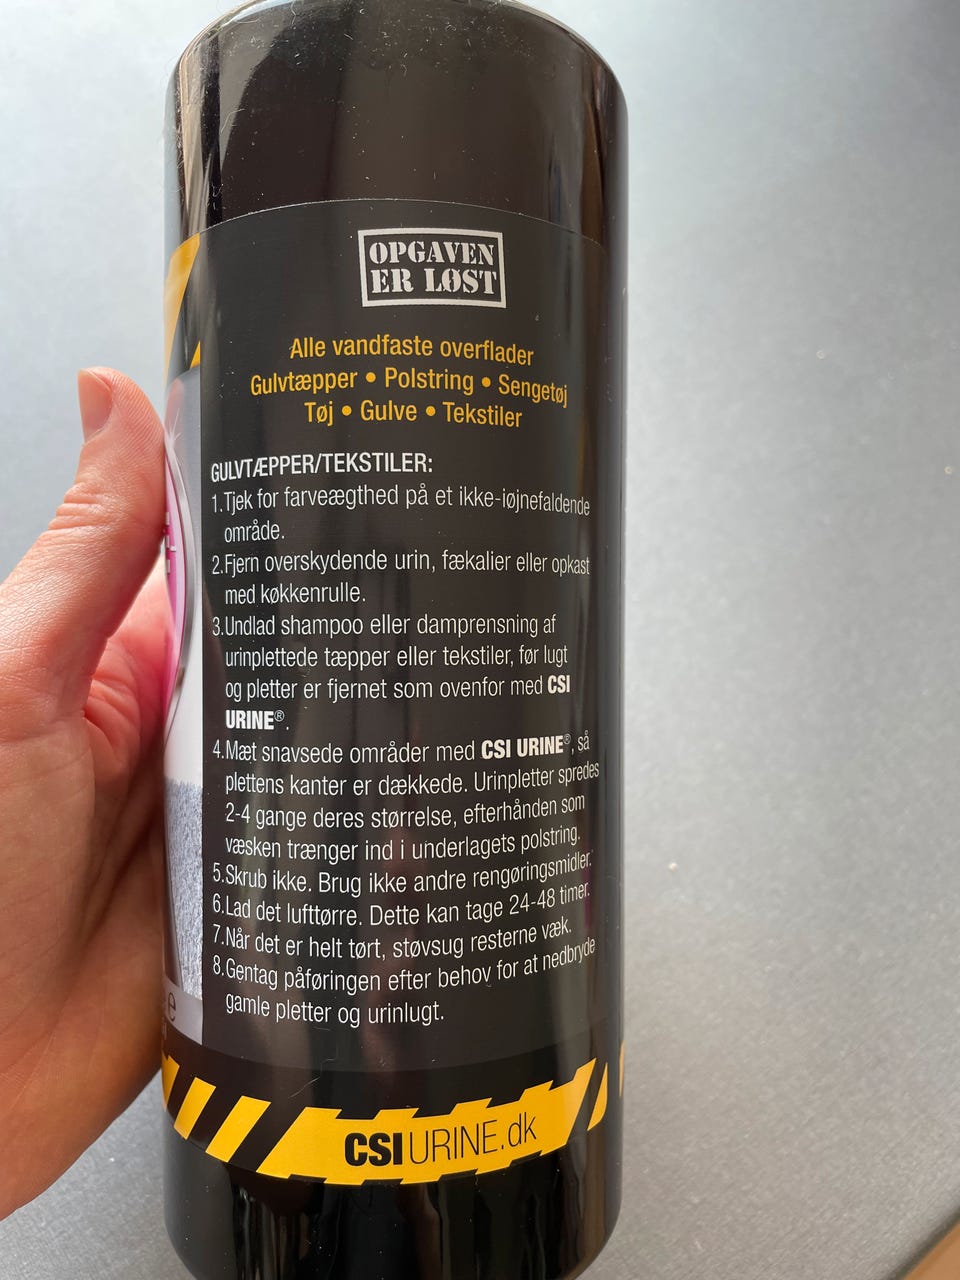 OPGAVEN
ER LØST
Alle vandfaste overflader
Gulvtæpper • Polstring • Sengetøj
Tøj • Gulve • Tekstiler
GULVTÆPPER/TEKSTILER:
1. Tjek for farveægthed på et ikke-iøjnefaldende
område.
2. Fjern overskydende urin, fækalier eller opkast
med køkkenrulle.
3. Undlad shampoo eller damprensning af
urinplettede tæpper eller tekstiler, før lugt
og pletter er fjernet som ovenfor med CSI
URINE®.
4. Mæt snavsede områder med CSI URINE®, så
plettens kanter er dækkede. Urinpletter spredes
2-4 gange deres størrelse, efterhånden som
væsken trænger ind i underlagets polstring.
5. Skrub ikke. Brug ikke andre rengøringsmidler.
6. Lad det lufttørre. Dette kan tage 24-48 timer.
7. Når det er helt tørt, støvsug resterne væk.
8. Gentag påføringen efter behov for at nedbryde
gamle pletter og urinlugt.
CSI URINE.dk